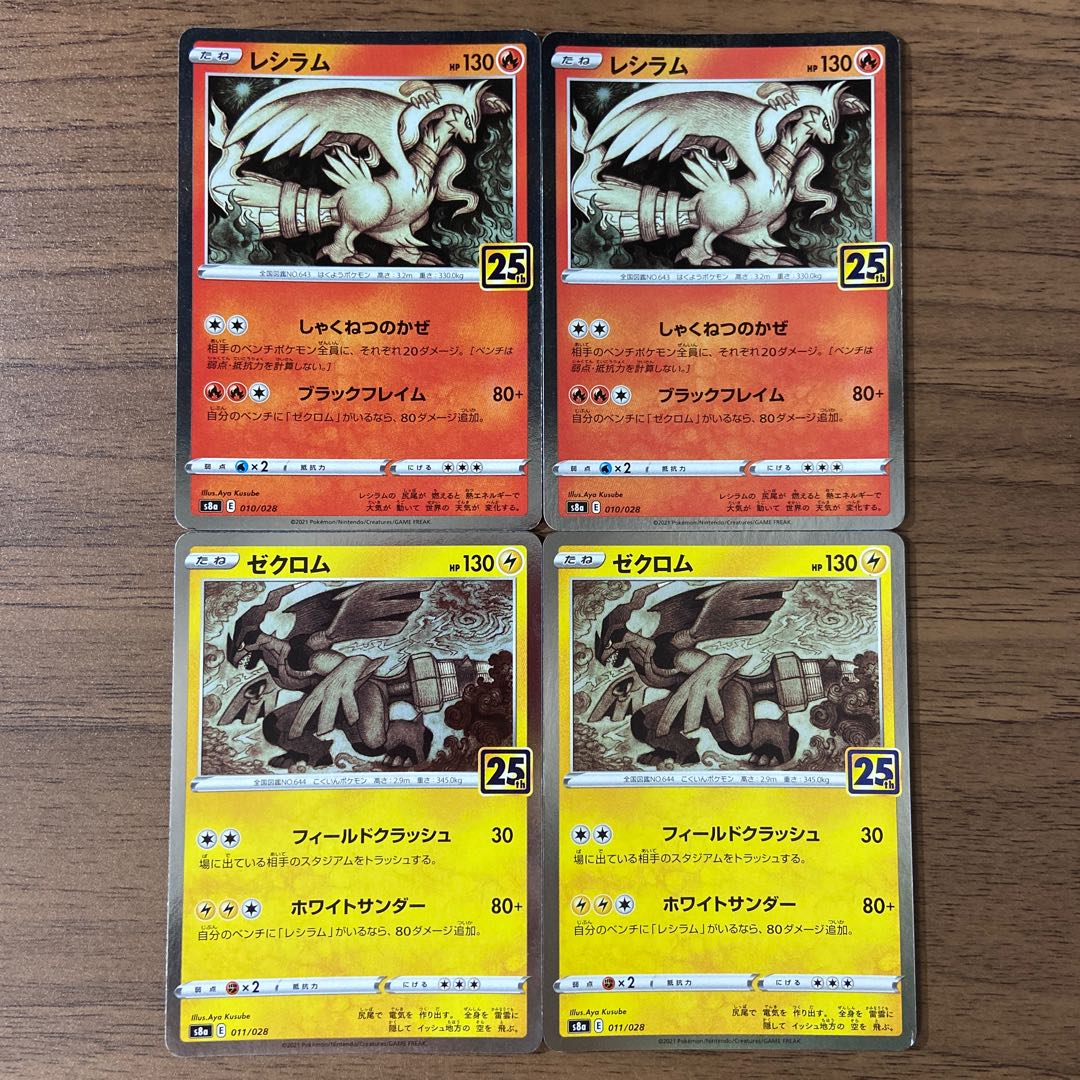 たね レシラム HP130
25th
全国図鑑NO.643 はくようポケモン 高さ:3.2m 重さ:330.0kg
しゃくねつのかぜ
相手のベンチポケモン全員に、それぞれ20ダメージ。[ベンチは
弱点・抵抗力を計算しない。]
ブラックフレイム 80+
自分のベンチに「ゼクロム」がいるなら、80ダメージ追加。
弱点 ×2 抵抗力 にげる
Illus.Aya Kusube
s8a E 010/028
レシラムの 尻尾が 燃えると 熱エネルギーで
大気が 動いて 世界の 天気が 変化する。
©2021 Pokémon/Nintendo/Creatures/GAME FREAK.
たね レシラム HP130
25th
全国図鑑NO.643 はくようポケモン 高さ:3.2m 重さ:330.0kg
しゃくねつのかぜ
相手のベンチポケモン全員に、それぞれ20ダメージ。[ベンチは
弱点・抵抗力を計算しない。]
ブラックフレイム 80+
自分のベンチに「ゼクロム」がいるなら、80ダメージ追加。
弱点 ×2 抵抗力 にげる
Illus.Aya Kusube
s8a E 010/028
レシラムの 尻尾が 燃えると 熱エネルギーで
大気が 動いて 世界の 天気が 変化する。
©2021 Pokémon/Nintendo/Creatures/GAME FREAK.
たね ゼクロム HP130
25th
全国図鑑NO.644 こくいんポケモン 高さ:2.9m 重さ:345.0kg
フィールドクラッシュ 30
場に出ている相手のスタジアムをトラッシュする。
ホワイトサンダー 80+
自分のベンチに「レシラム」がいるなら、80ダメージ追加。
弱点 ×2 抵抗力 にげる
Illus.Aya Kusube
s8a E 011/028
尻尾で 電気を 作り出す。 全身を 雷雲に
隠して イッシュ地方の 空を 飛ぶ。
©2021 Pokémon/Nintendo/Creatures/GAME FREAK.
たね ゼクロム HP130
25th
全国図鑑NO.644 こくいんポケモン 高さ:2.9m 重さ:345.0kg
フィールドクラッシュ 30
場に出ている相手のスタジアムをトラッシュする。
ホワイトサンダー 80+
自分のベンチに「レシラム」がいるなら、80ダメージ追加。
弱点 ×2 抵抗力 にげる
Illus.Aya Kusube
s8a E 011/028
尻尾で 電気を 作り出す。 全身を 雷雲に
隠して イッシュ地方の 空を 飛ぶ。
©2021 Pokémon/Nintendo/Creatures/GAME FREAK.